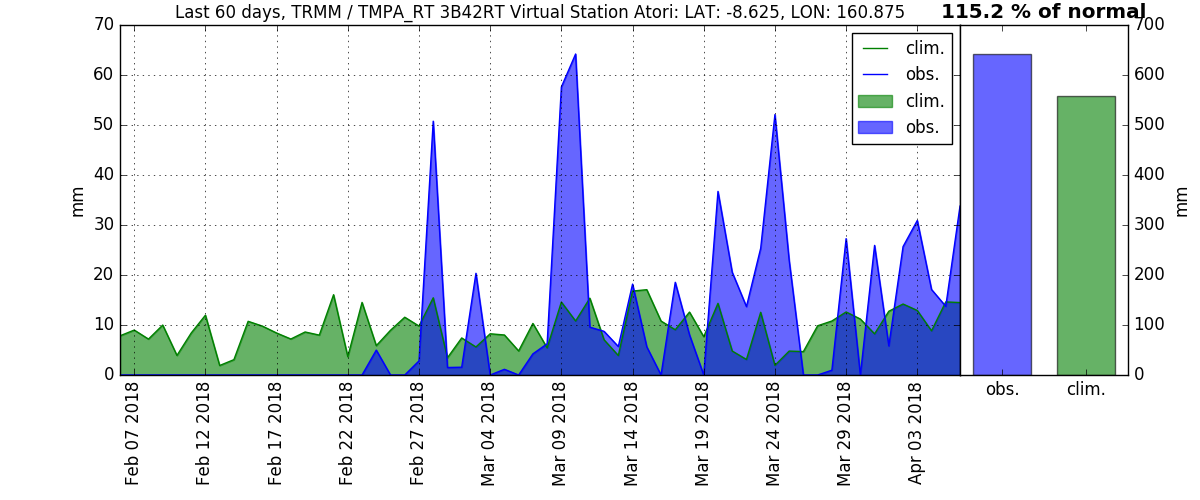 Last 60 days, TRMM / TMPA_RT 3B42RT Virtual Station Atori: LAT: -8.625, LON: 160.875
115.2 % of normal
mm
70
60
50
40
30
20
10
0
clim.
obs.
clim.
obs.
700
600
500
400
300
200
100
0
mm
obs.
clim.
Feb 07 2018
Feb 12 2018
Feb 17 2018
Feb 22 2018
Feb 27 2018
Mar 04 2018
Mar 09 2018
Mar 14 2018
Mar 19 2018
Mar 24 2018
Mar 29 2018
Apr 03 2018